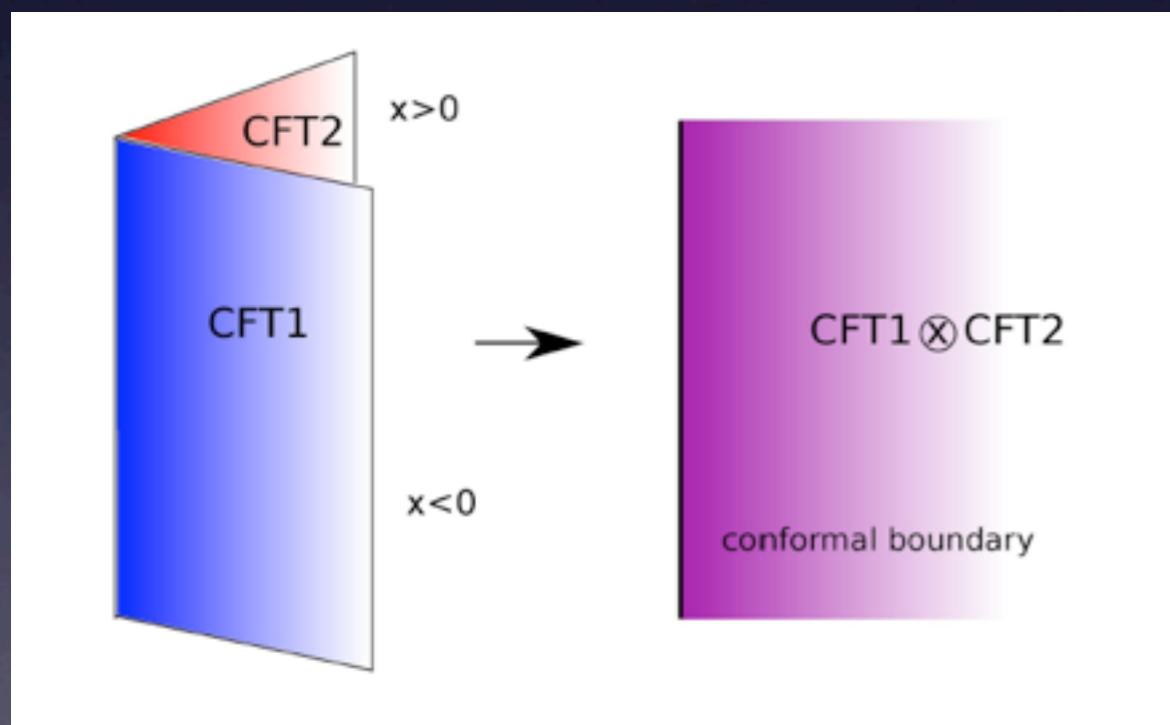 x>0
CFT2
CFT1
CFT1 ⓧ CFT2
x<0
conformal boundary